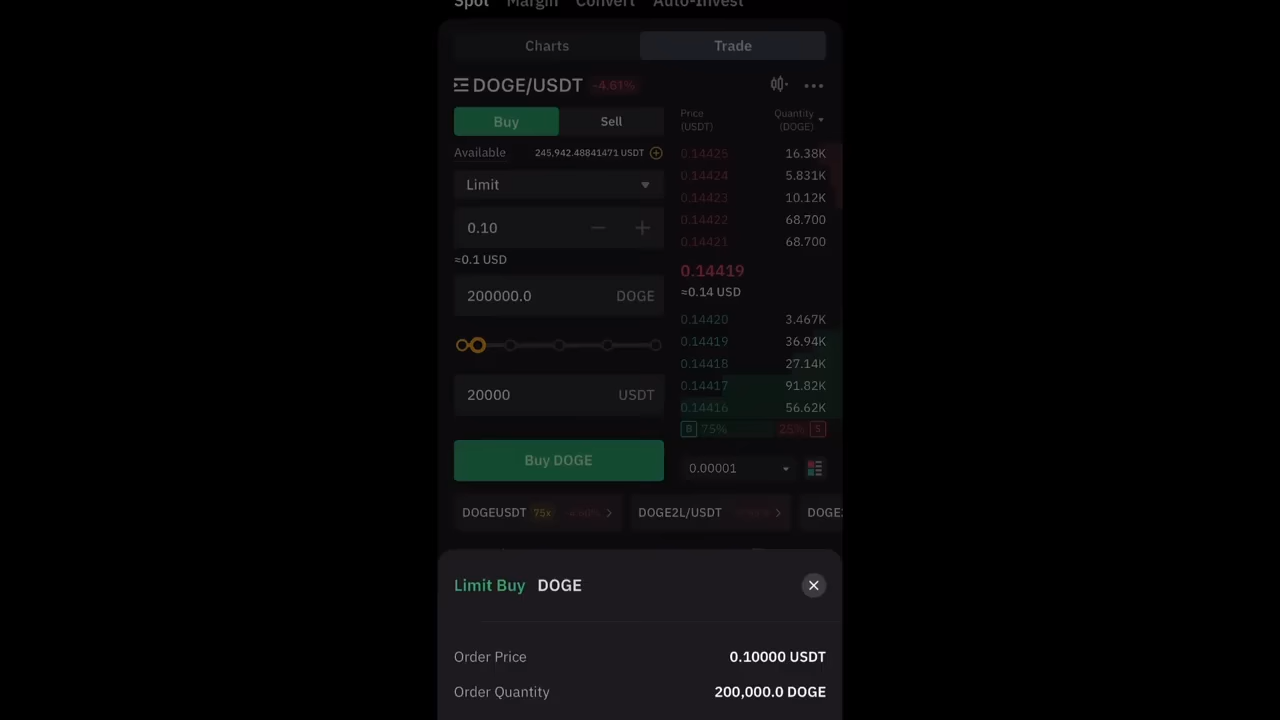 Spot Margin Convert Auto-Invest
Charts Trade
DOGE/USDT -4.61%
Buy Sell
Price (USDT) Quantity (DOGE)
Available 245,942.48841471 USDT
0.14425 16.38K
0.14424 5.831K
Limit
0.14423 10.12K
0.14422 68.700
0.10
0.14421 68.700
≈0.1 USD
0.14419
≈0.14 USD
200000.0 DOGE
0.14420 3.467K
0.14419 36.94K
0.14418 27.14K
0.14417 91.82K
20000 USDT
0.14416 56.62K
B 75% 25% S
Buy DOGE
0.00001
DOGEUSDT 75x DOGE2L/USDT
Limit Buy DOGE
Order Price 0.10000 USDT
Order Quantity 200,000.0 DOGE